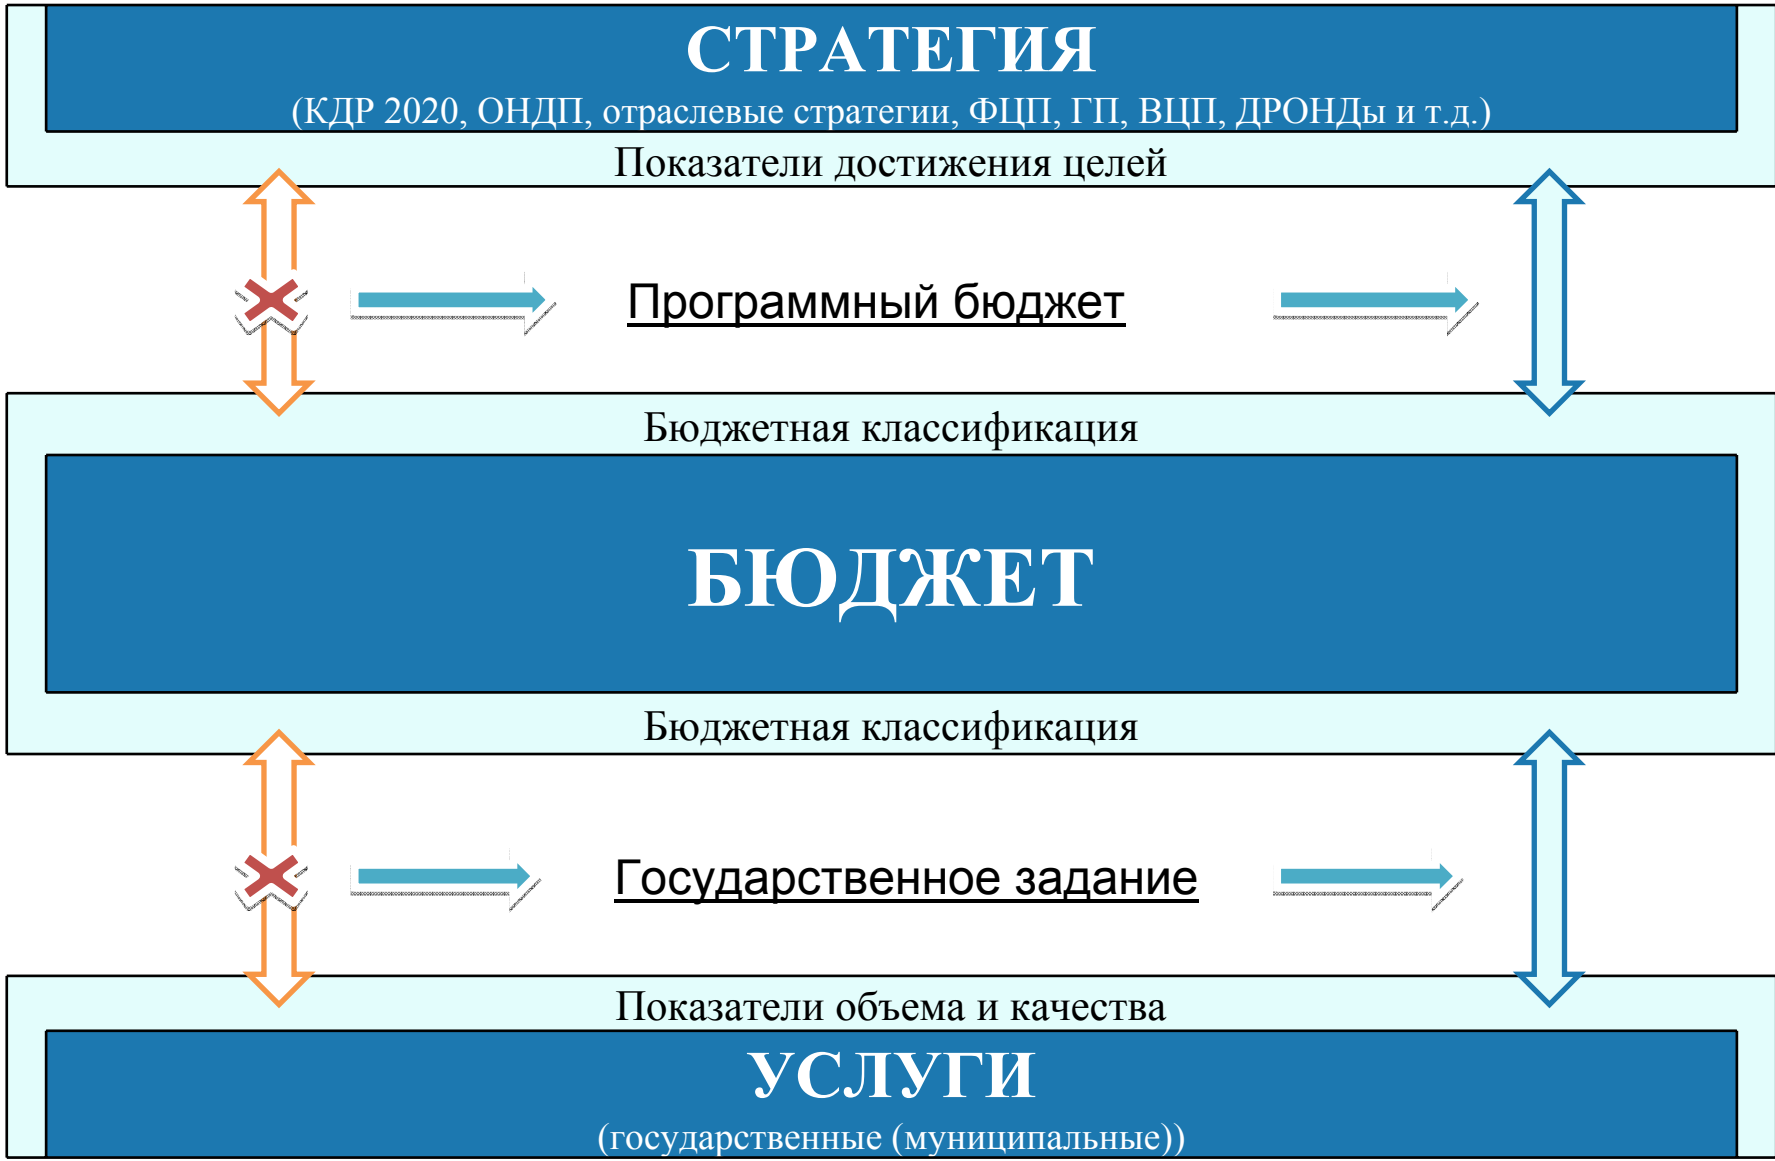 СТРАТЕГИЯ
(КДР 2020, ОНДП, отраслевые стратегии, ФЦП, ГП, ВЦП, ДРОНДы и т.д.)
Показатели достижения целей
Программный бюджет
Бюджетная классификация
БЮДЖЕТ
Бюджетная классификация
Государственное задание
Показатели объема и качества
УСЛУГИ
(государственные (муниципальные))